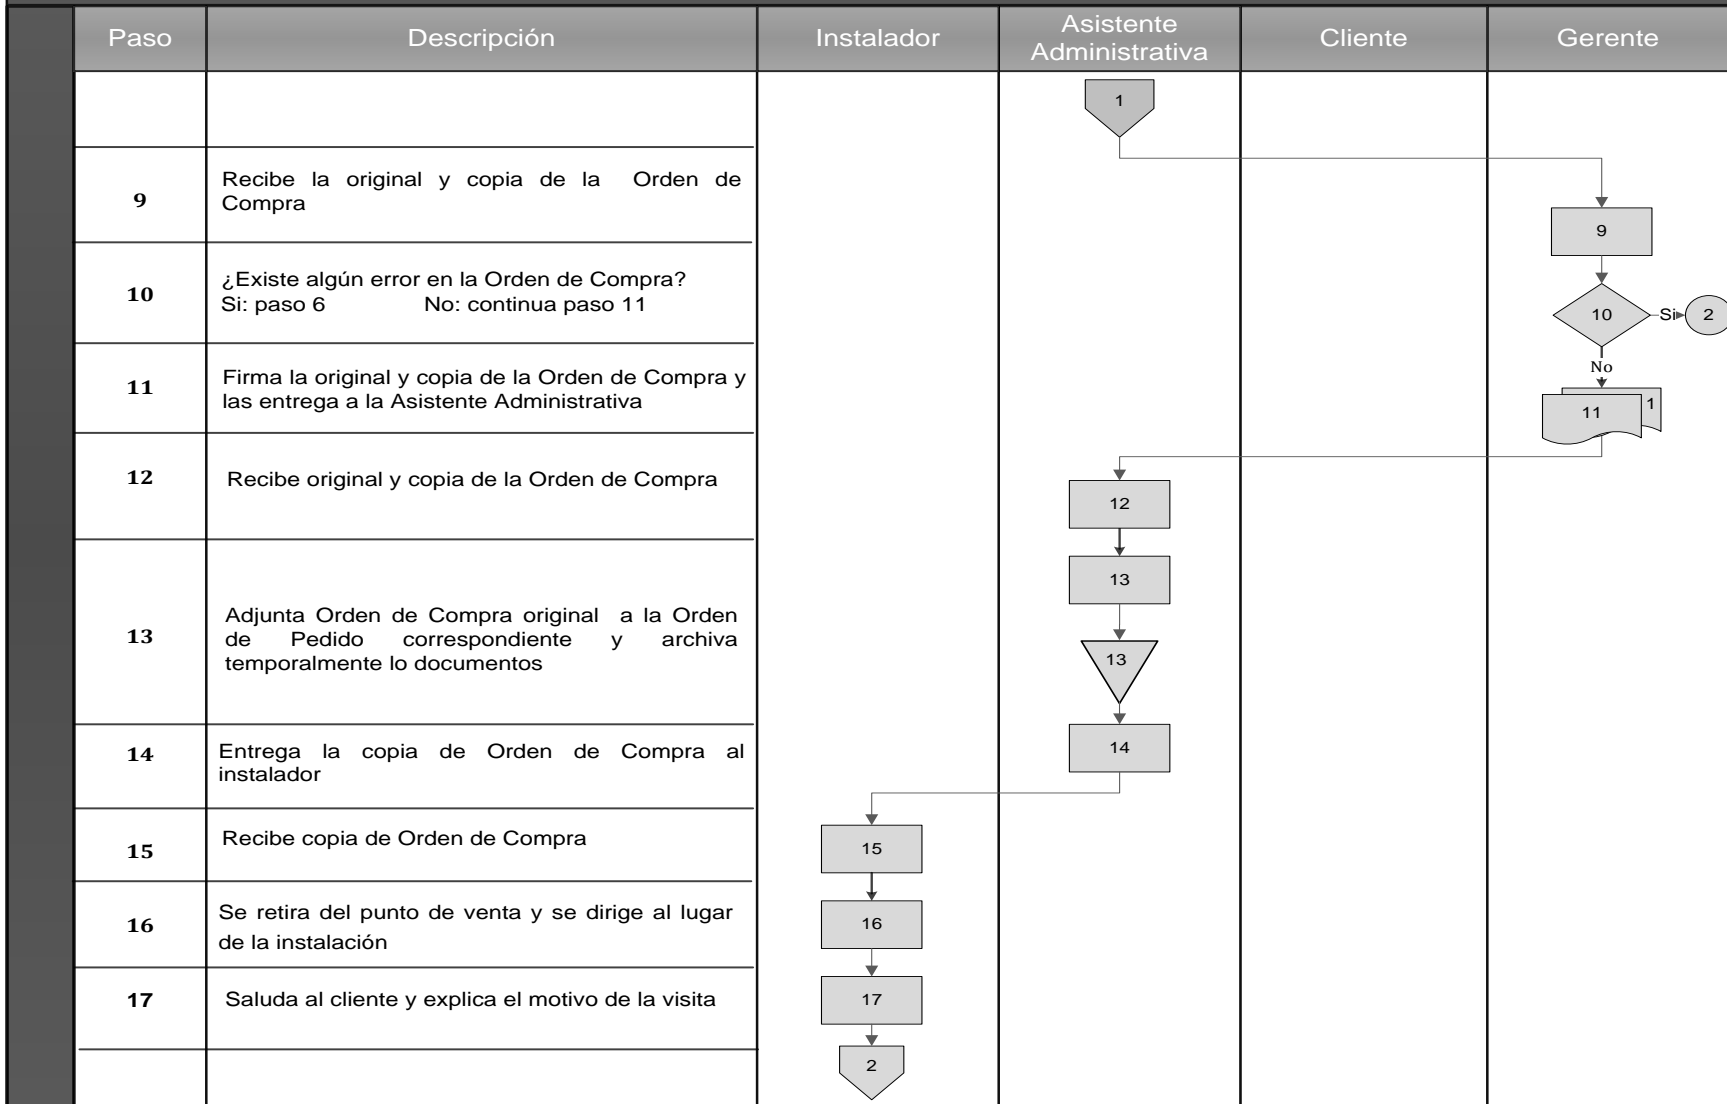 Paso Descripción Instalador Asistente Administrativa Cliente Gerente
1
9 Recibe la original y copia de la Orden de
Compra
9
10 ¿Existe algún error en la Orden de Compra?
Si: paso 6 No: continua paso 11
10 Si 2
No
11 Firma la original y copia de la Orden de Compra y
las entrega a la Asistente Administrativa
11 1
12 Recibe original y copia de la Orden de Compra
12
13
13 Adjunta Orden de Compra original a la Orden
de Pedido correspondiente y archiva
temporalmente lo documentos
13
14 Entrega la copia de Orden de Compra al
instalador
14
15 Recibe copia de Orden de Compra
15
16 Se retira del punto de venta y se dirige al lugar
de la instalación
16
17 Saluda al cliente y explica el motivo de la visita
17
2